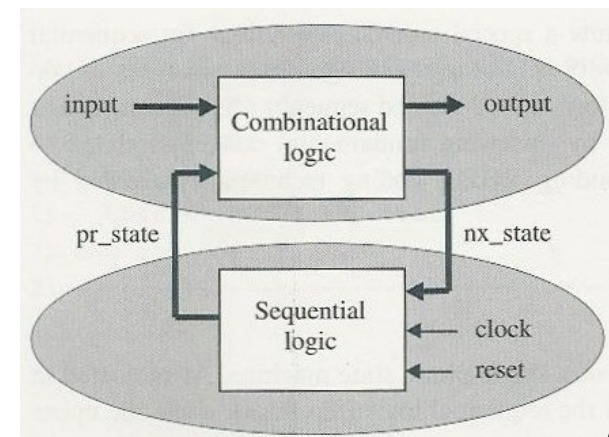 input
Combinational
logic
output
pr_state
nx_state
Sequential
logic
clock
reset